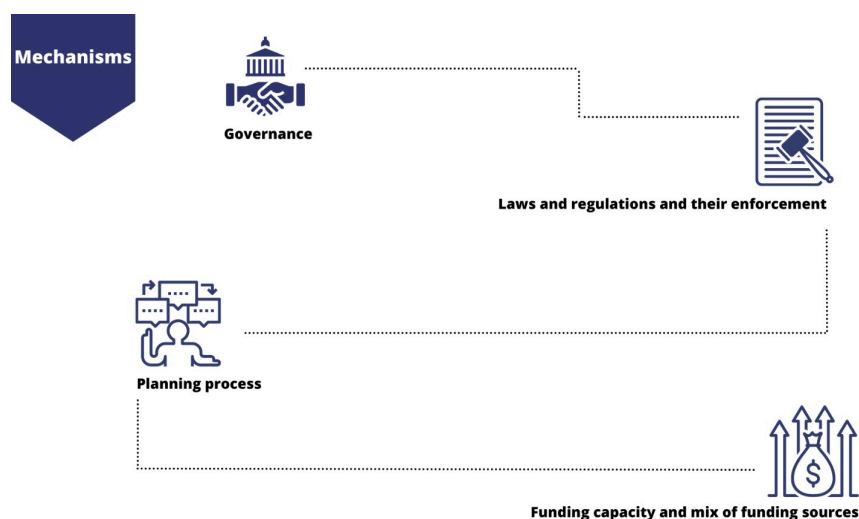 Mechanisms
Governance
Laws and regulations and their enforcement
Planning process
$
Funding capacity and mix of funding sources